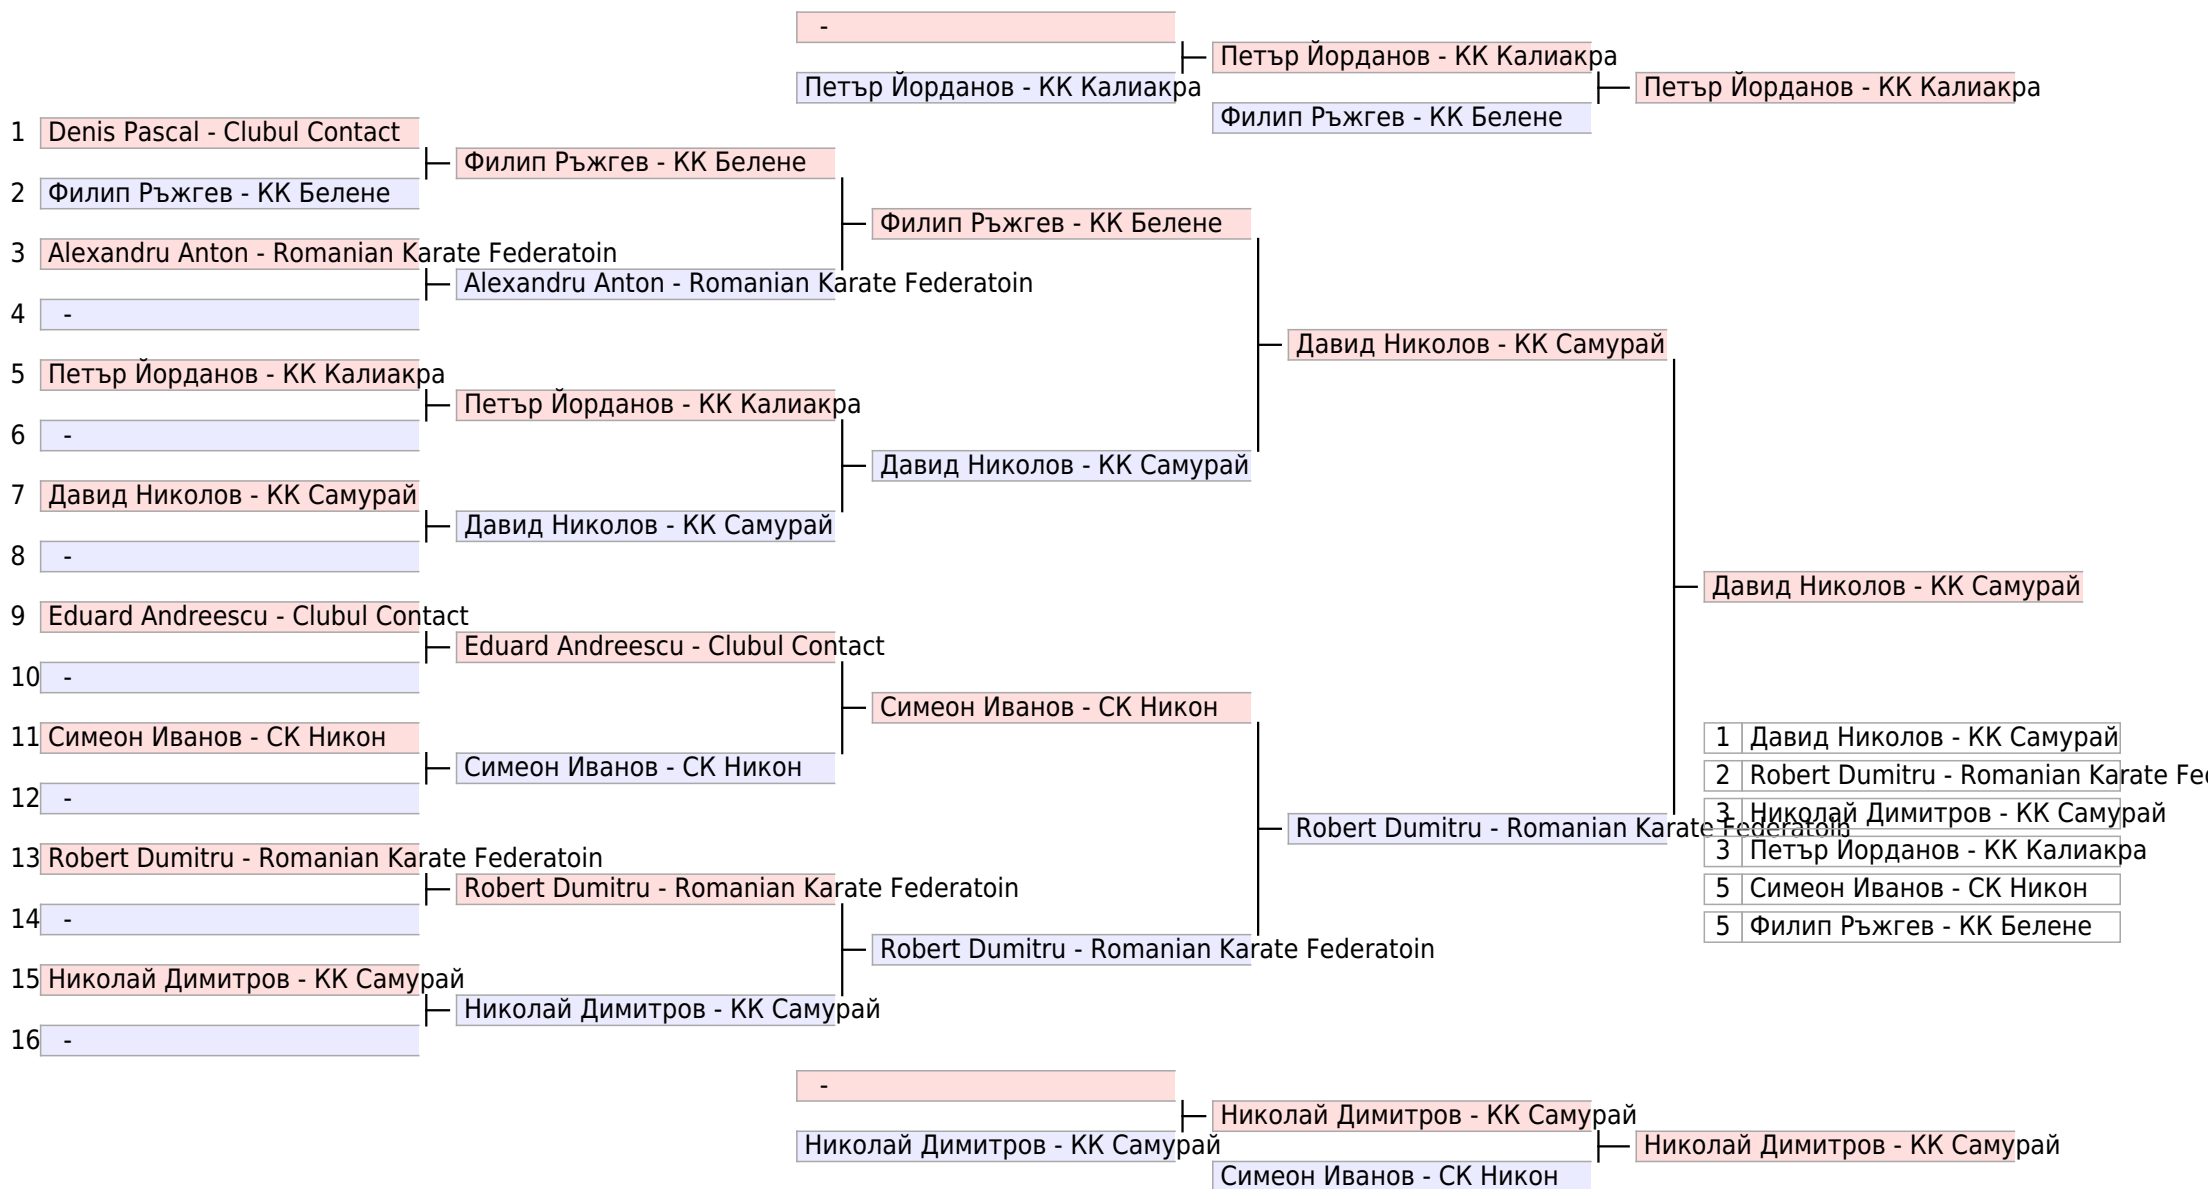 -
Петър Йорданов - КК Калиакра
Петър Йорданов - КК Калиакра
Петър Йорданов - КК Калиакра
Филип Ръжгев - КК Белене
1 Denis Pascal - Clubul Contact
Филип Ръжгев - КК Белене
2 Филип Ръжгев - КК Белене
Филип Ръжгев - КК Белене
3 Alexandru Anton - Romanian Karate Federatoin
Alexandru Anton - Romanian Karate Federatoin
4 -
Давид Николов - КК Самурай
5 Петър Йорданов - КК Калиакра
Петър Йорданов - КК Калиакра
6 -
Давид Николов - КК Самурай
7 Давид Николов - КК Самурай
Давид Николов - КК Самурай
8 -
Давид Николов - КК Самурай
9 Eduard Andreescu - Clubul Contact
Eduard Andreescu - Clubul Contact
10 -
Симеон Иванов - СК Никон
11 Симеон Иванов - СК Никон
1 Давид Николов - КК Самурай
Симеон Иванов - СК Никон
2 Robert Dumitru - Romanian Karate
12 -
3 Николай Димитров - КК Самурай
Robert Dumitru - Romanian Karate Federatoin
3 Петър Йорданов - КК Калиакра
13 Robert Dumitru - Romanian Karate Federatoin
Robert Dumitru - Romanian Karate Federatoin
5 Симеон Иванов - СК Никон
14 -
5 Филип Ръжгев - КК Белене
Robert Dumitru - Romanian Karate Federatoin
15 Николай Димитров - КК Самурай
Николай Димитров - КК Самурай
16 -
-
Николай Димитров - КК Самурай
Николай Димитров - КК Самурай
Николай Димитров - КК Самурай
Симеон Иванов - СК Никон